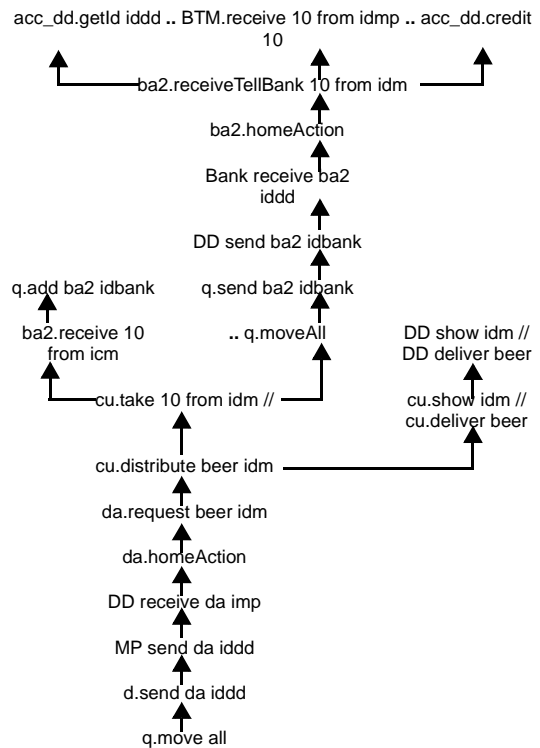 acc_dd.getId iddd .. BTM.receive 10 from idmp .. acc_dd.credit
10
ba2.receiveTellBank 10 from idm
ba2.homeAction
Bank receive ba2
iddd
DD send ba2 idbank
q.add ba2 idbank
q.send ba2 idbank
ba2.receive 10
from icm
.. q.moveAll
DD show idm //
DD deliver beer
cu.take 10 from idm //
cu.show idm //
cu.deliver beer
cu.distribute beer idm
da.request beer idm
da.homeAction
DD receive da imp
MP send da iddd
d.send da iddd
q.move all